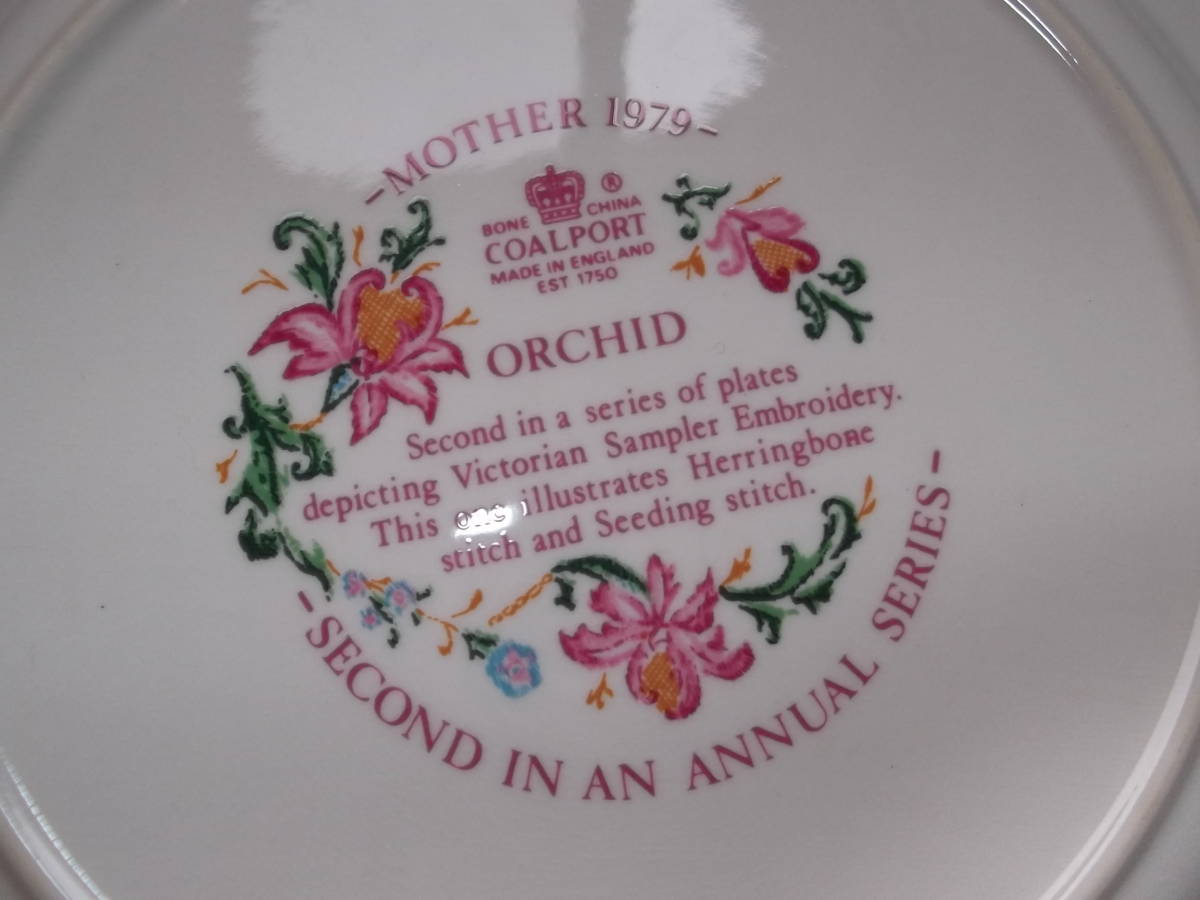 -MOTHER 1979-
BONE CHINA ®
COALPORT
MADE IN ENGLAND
EST 1750
ORCHID
Second in a series of plates
depicting Victorian Sampler Embroidery.
This one illustrates Herringbone
stitch and Seeding stitch.
-SECOND IN AN ANNUAL SERIES-